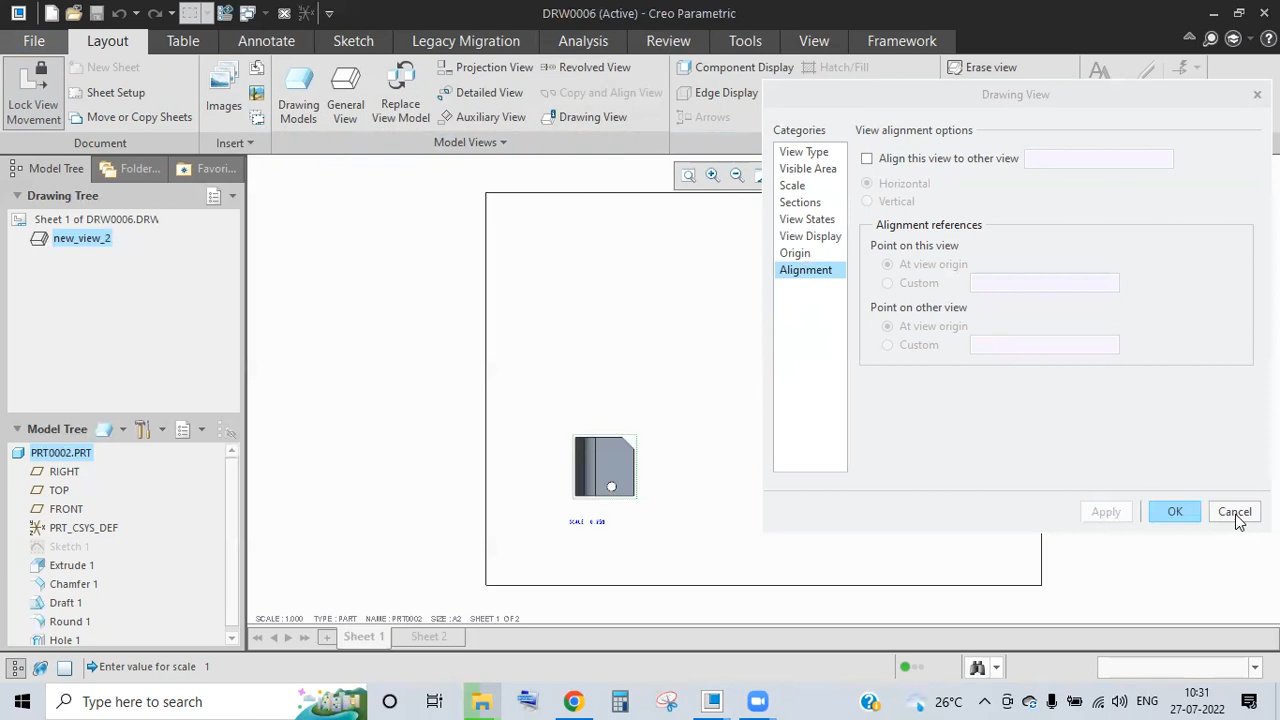 DRW0006 (Active) - Creo Parametric
File Layout Table Annotate Sketch Legacy Migration Analysis Review Tools View Framework
Lock View Movement
New Sheet
Sheet Setup
Move or Copy Sheets
Document
Images
Insert
Drawing Models
General View
Replace View Model
Projection View
Detailed View
Auxiliary View
Revolved View
Copy and Align View
Drawing View
Model Views
Component Display
Edge Display
Arrows
Hatch/Fill
Erase view
Model Tree Folder... Favori...
Drawing Tree
Sheet 1 of DRW0006.DRW
new_view_2
Model Tree
PRT0002.PRT
RIGHT
TOP
FRONT
PRT_CSYS_DEF
Sketch 1
Extrude 1
Chamfer 1
Draft 1
Round 1
Hole 1
Drawing View
Categories
View Type
Visible Area
Scale
Sections
View States
View Display
Origin
Alignment
View alignment options
Align this view to other view
Horizontal
Vertical
Alignment references
Point on this view
At view origin
Custom
Point on other view
At view origin
Custom
Apply OK Cancel
SCALE
SCALE : 1.000 TYPE : PART NAME : PRT0002 SIZE : A2 SHEET 1 OF 2
Sheet 1 Sheet 2
Enter value for scale 1
Type here to search
26°C
ENG
10:31
27-07-2022